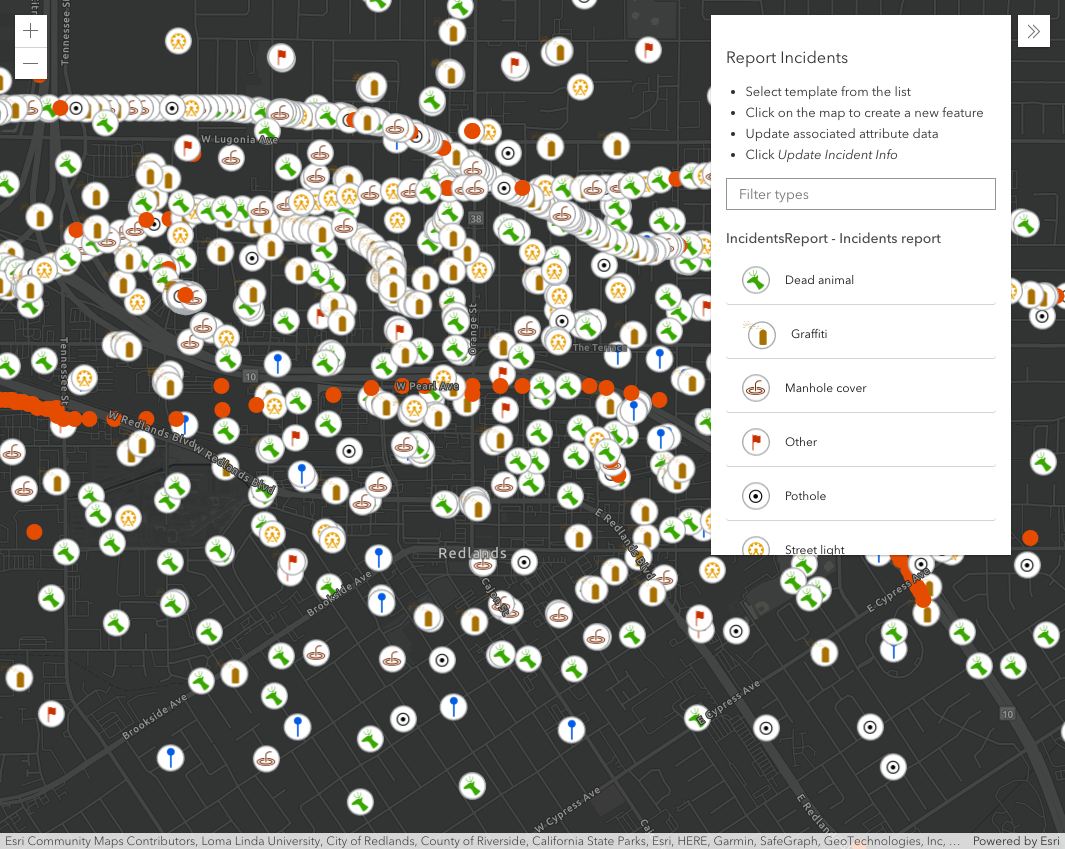 Tennessee St
W Lugonia Ave
38
Orange St
The Terrace
Tennessee St
10
W Pearl Ave
W Redlands Blvd
W Redlands Blvd
E Redlands Blvd
Redlands
Cajon St
Brookside Ave
E Cypress Ave
Brookside Ave
E Cypress Ave
10
W Cypress Ave
Report Incidents
Select template from the list
Click on the map to create a new feature
Update associated attribute data
Click Update Incident Info
Filter types
IncidentsReport - Incidents report
Dead animal
Graffiti
Manhole cover
Other
Pothole
Street light
Esri Community Maps Contributors, Loma Linda University, City of Redlands, County of Riverside, California State Parks, Esri, HERE, Garmin, SafeGraph, GeoTechnologies, Inc, ... Powered by Esri